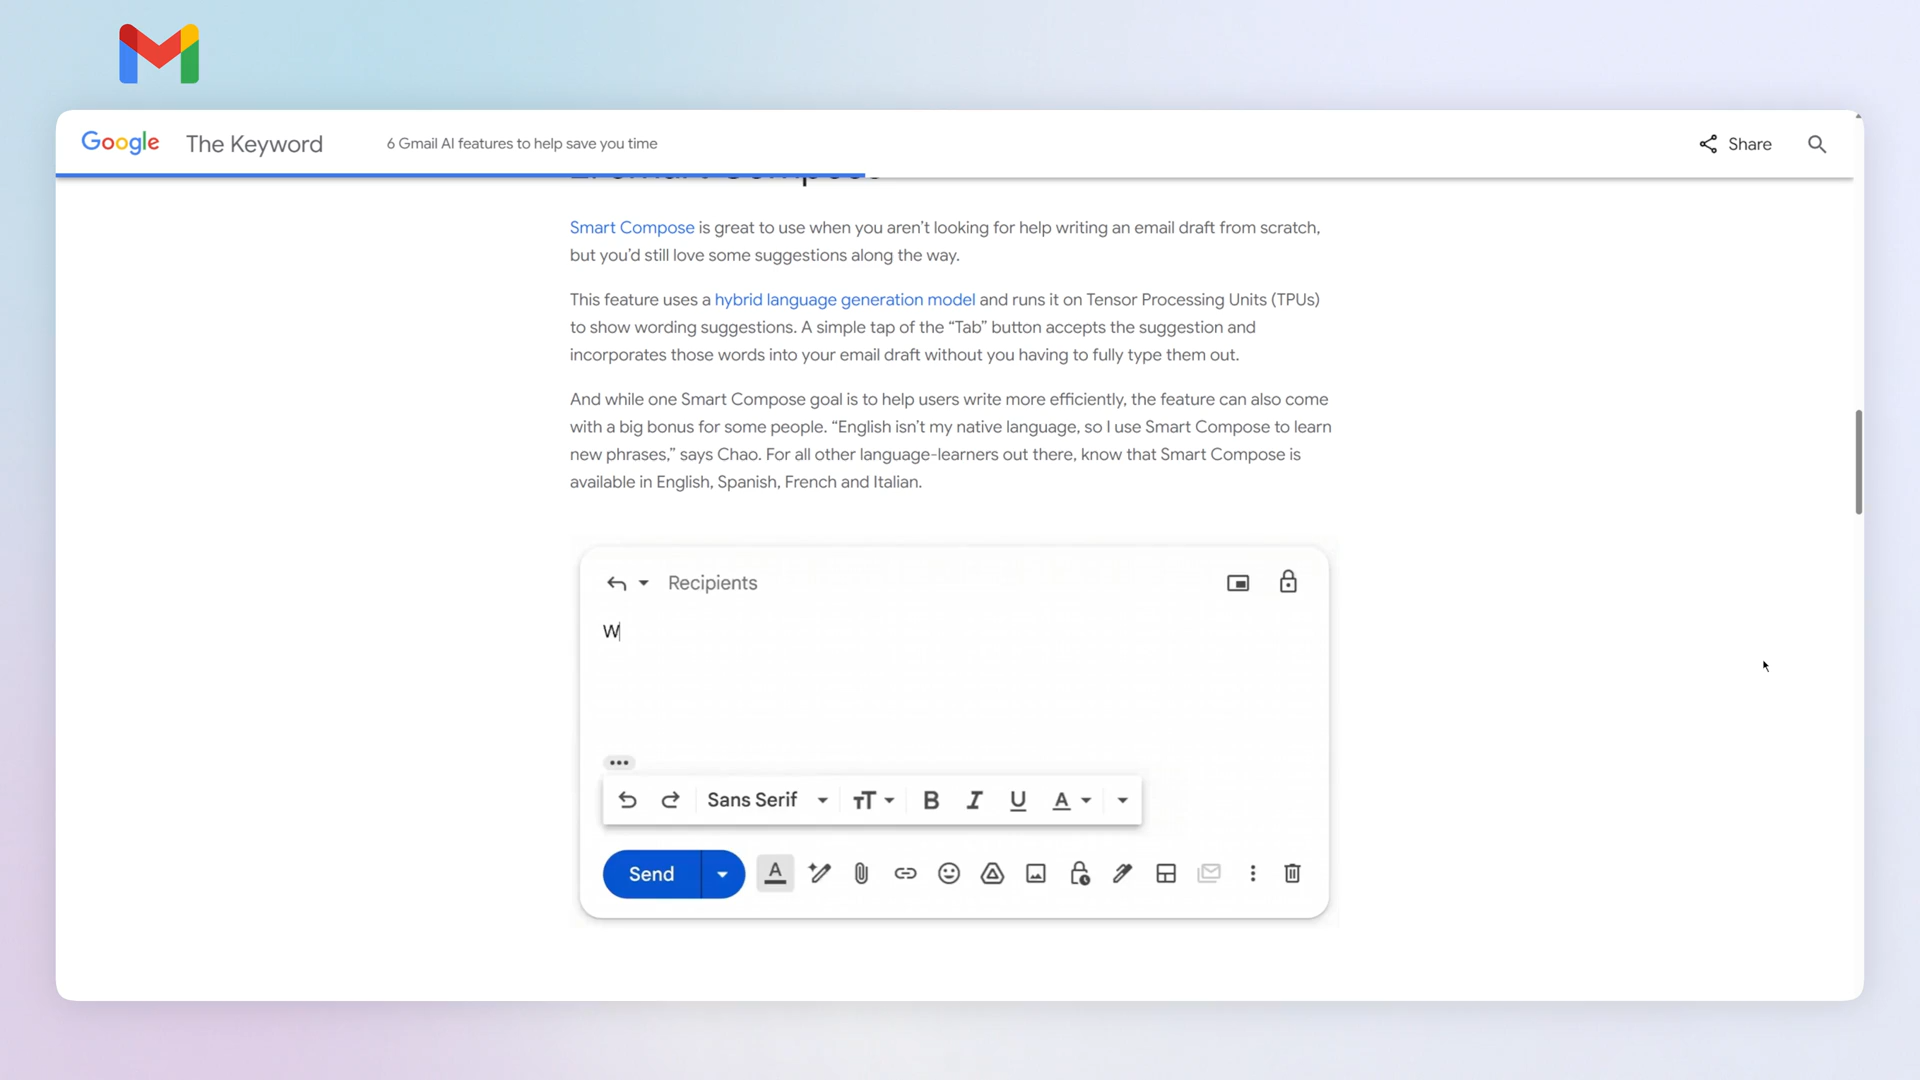 Google The Keyword 6 Gmail AI features to help save you time Share
Smart Compose is great to use when you aren’t looking for help writing an email draft from scratch,
but you’d still love some suggestions along the way.
This feature uses a hybrid language generation model and runs it on Tensor Processing Units (TPUs)
to show wording suggestions. A simple tap of the “Tab” button accepts the suggestion and
incorporates those words into your email draft without you having to fully type them out.
And while one Smart Compose goal is to help users write more efficiently, the feature can also come
with a big bonus for some people. “English isn’t my native language, so I use Smart Compose to learn
new phrases,” says Chao. For all other language-learners out there, know that Smart Compose is
available in English, Spanish, French and Italian.
Recipients
W
Sans Serif
Send